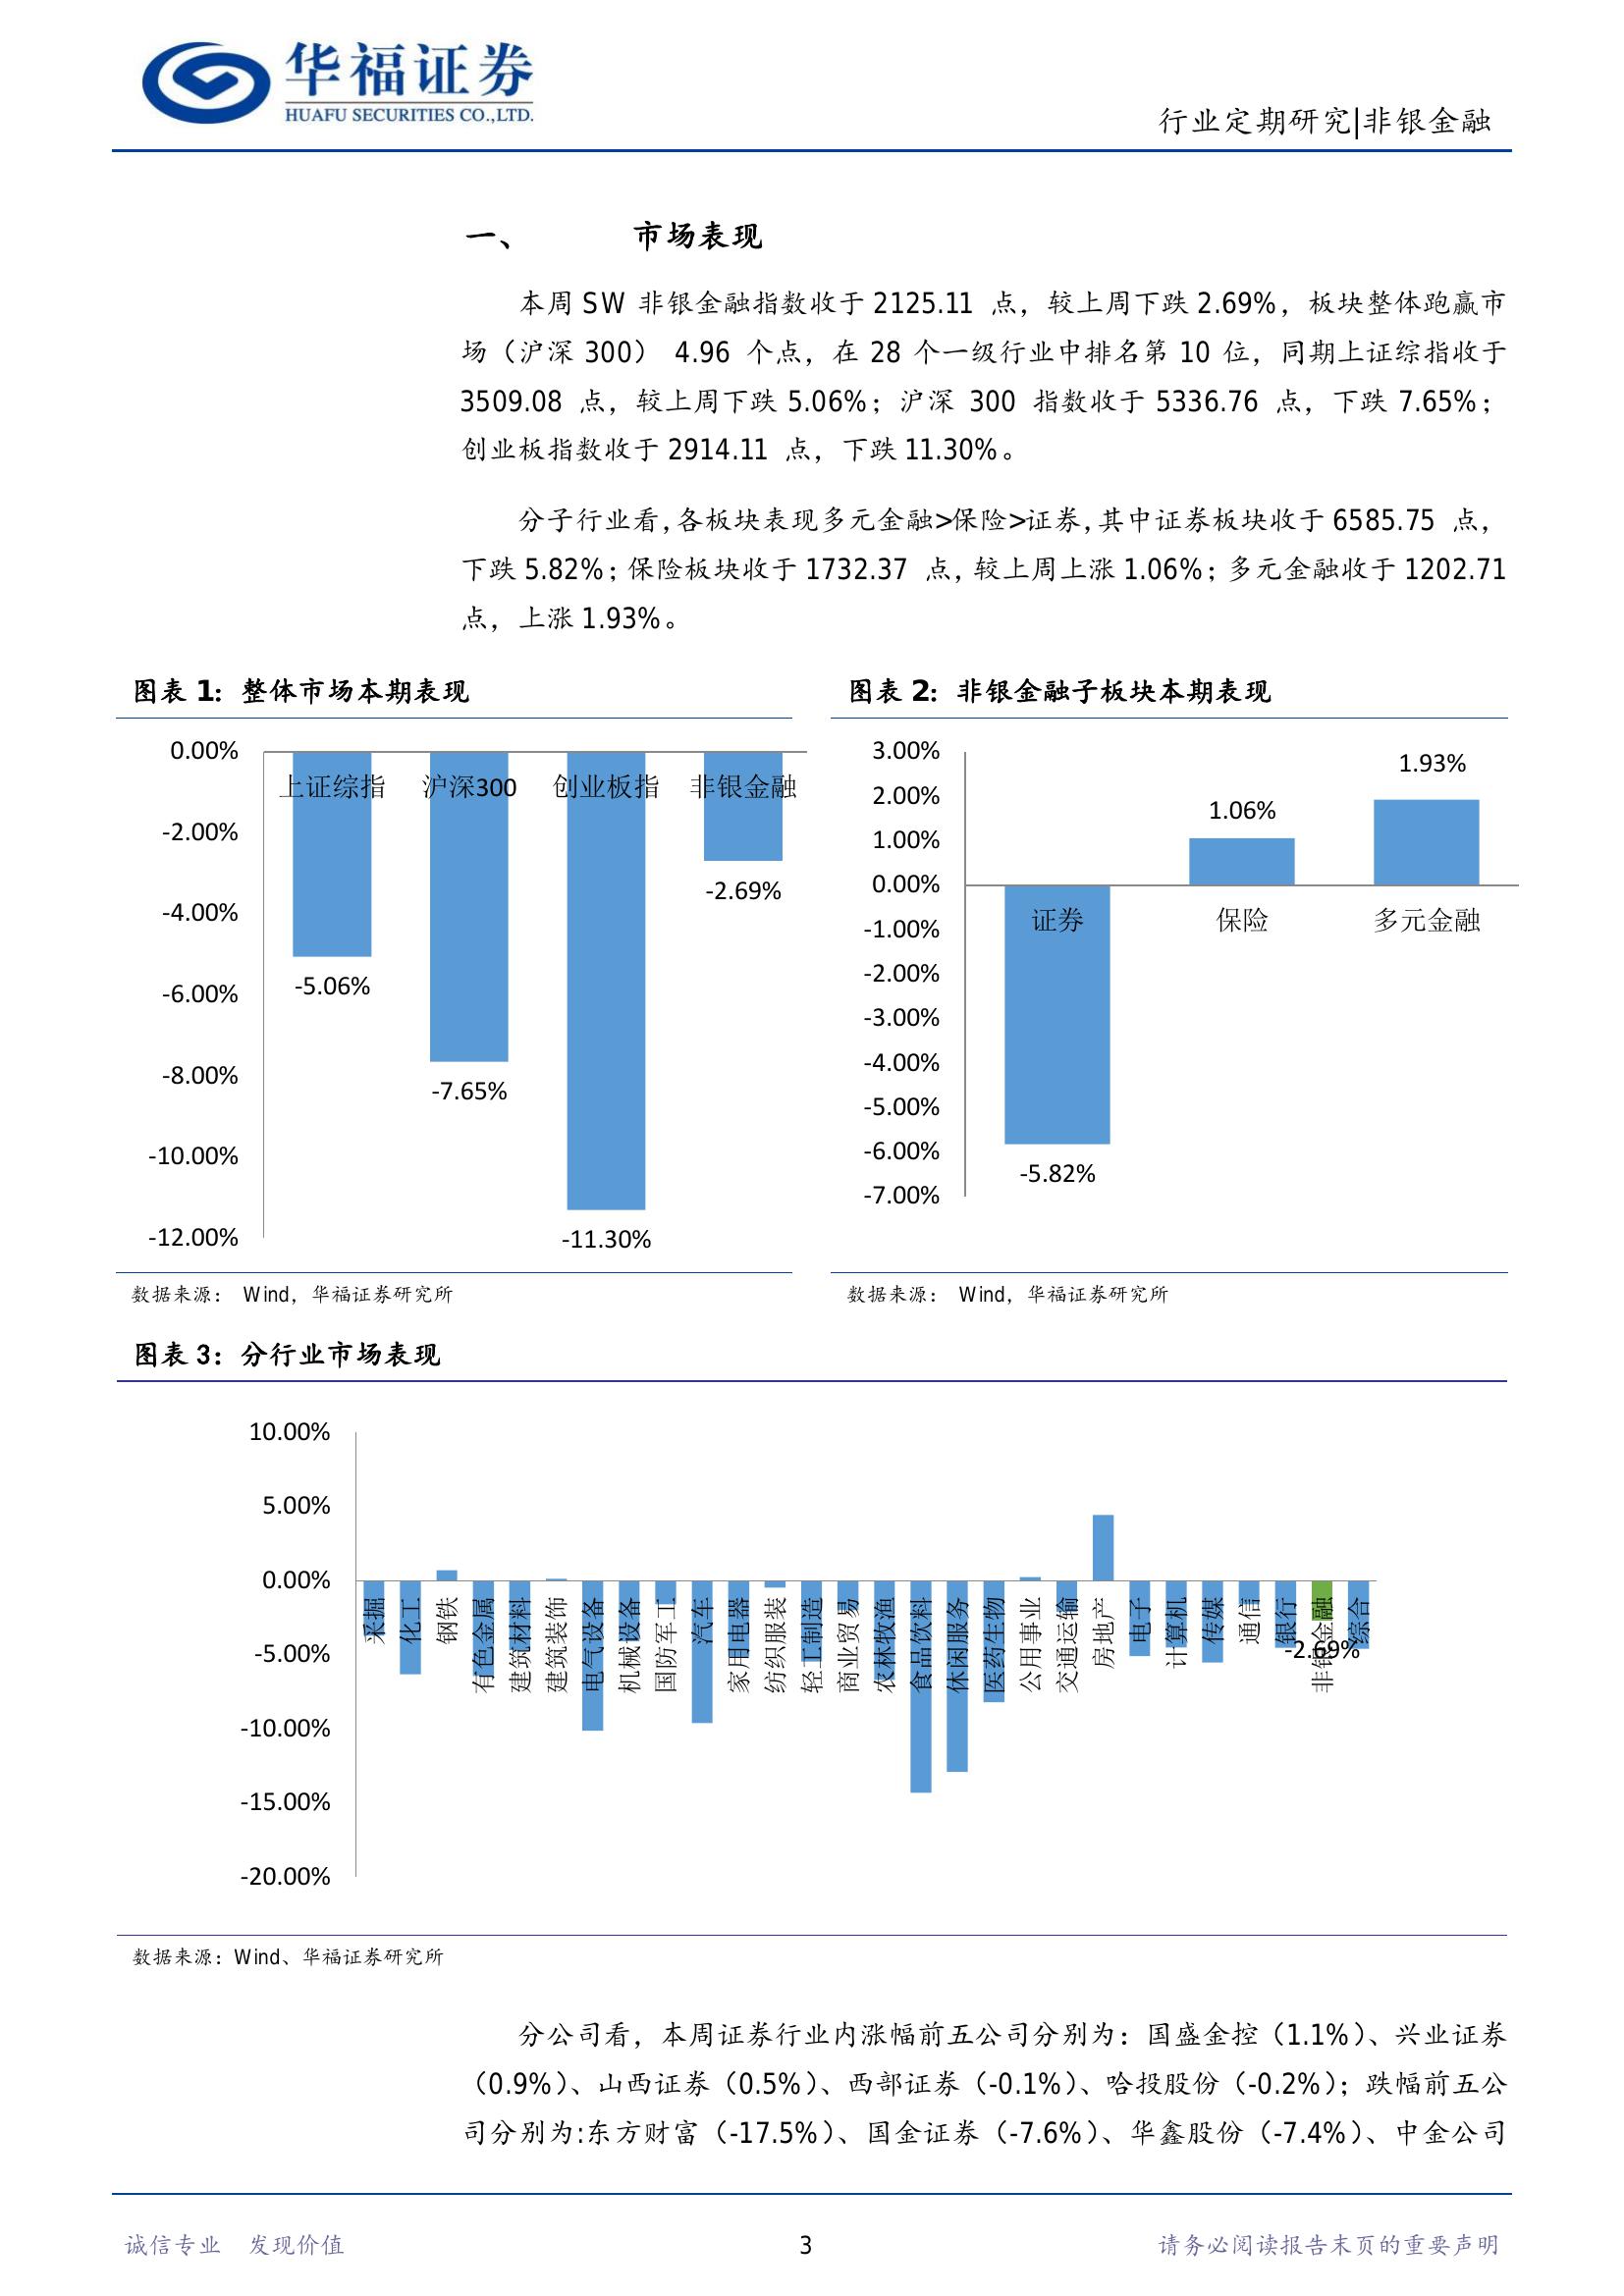 华福证券
HUAFU SECURITIES CO.,LTD.
行业定期研究|非银金融
一、 市场表现
本周 SW 非银金融指数收于 2125.11 点，较上周下跌 2.69%，板块整体跑赢市
场（沪深 300） 4.96 个点，在 28 个一级行业中排名第 10 位，同期上证综指收于
3509.08 点，较上周下跌 5.06%；沪深 300 指数收于 5336.76 点，下跌 7.65%；
创业板指数收于 2914.11 点，下跌 11.30%。
分子行业看，各板块表现多元金融>保险>证券，其中证券板块收于 6585.75 点，
下跌 5.82%；保险板块收于 1732.37 点，较上周上涨 1.06%；多元金融收于 1202.71
点，上涨 1.93%。
图表 1：整体市场本期表现
0.00%
-2.00%
-4.00%
-6.00%
-8.00%
-10.00%
-12.00%
上证综指 沪深300 创业板指 非银金融
-5.06%
-7.65%
-11.30%
-2.69%
数据来源： Wind，华福证券研究所
图表 2：非银金融子板块本期表现
3.00%
2.00%
1.00%
0.00%
-1.00%
-2.00%
-3.00%
-4.00%
-5.00%
-6.00%
-7.00%
证券 保险 多元金融
-5.82%
1.06%
1.93%
数据来源： Wind，华福证券研究所
图表 3：分行业市场表现
10.00%
5.00%
0.00%
-5.00%
-10.00%
-15.00%
-20.00%
采掘
化工
钢铁
有色金属
建筑材料
建筑装饰
电气设备
机械设备
国防军工
汽车
家用电器
纺织服装
轻工制造
商业贸易
农林牧渔
食品饮料
休闲服务
医药生物
公用事业
交通运输
房地产
电子
计算机
传媒
通信
银行
非银金融
综合
-2.69%
数据来源：Wind、华福证券研究所
分公司看，本周证券行业内涨幅前五公司分别为：国盛金控（1.1%）、兴业证券
（0.9%）、山西证券（0.5%）、西部证券（-0.1%）、哈投股份（-0.2%）；跌幅前五公
司分别为:东方财富（-17.5%）、国金证券（-7.6%）、华鑫股份（-7.4%）、中金公司
诚信专业 发现价值
3
请务必阅读报告末页的重要声明